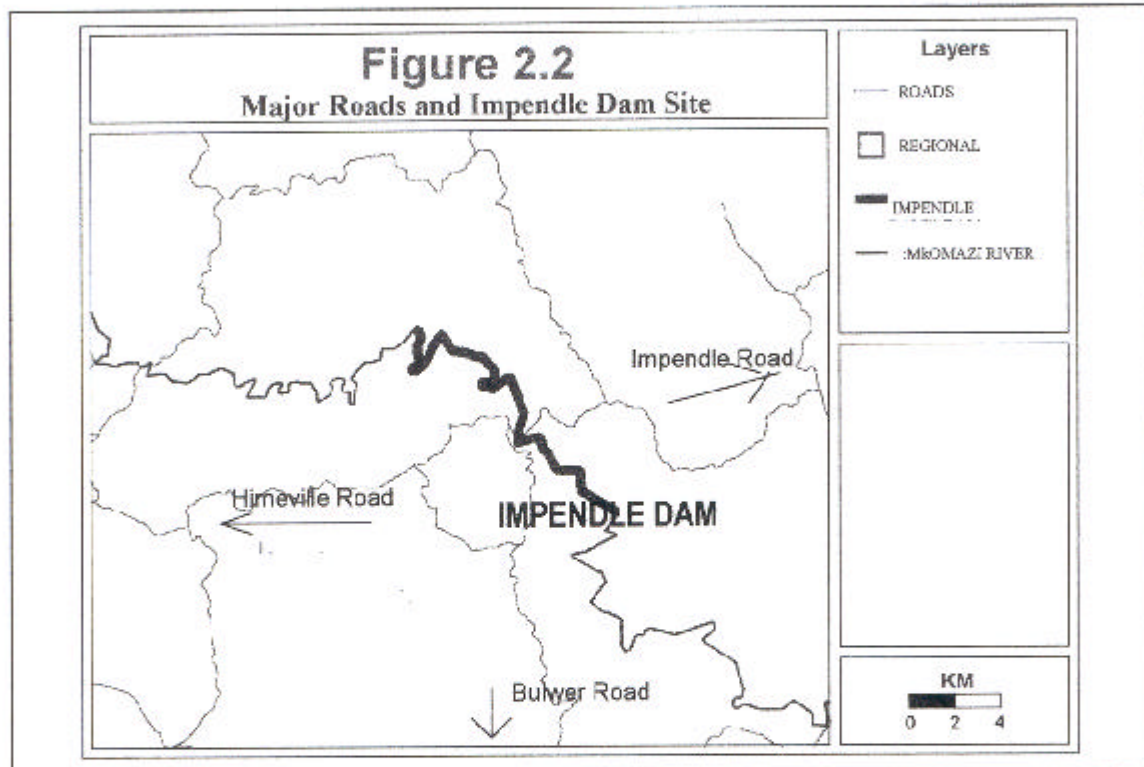 Figure 2.2
Major Roads and Impendle Dam Site
Impendle Road
Himeville Road
IMPENDLE DAM
Bulwer Road
Layers
ROADS
REGIONAL
IMPENDLE
:MkOMAZI RIVER
KM
0 2 4